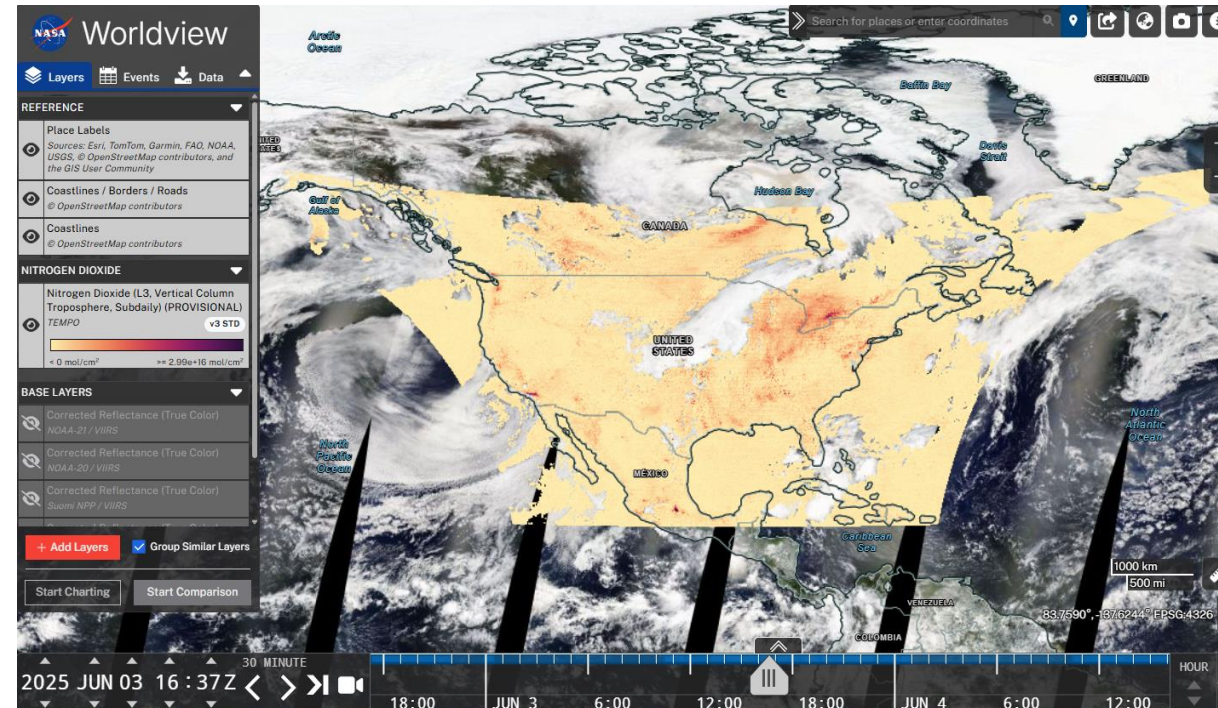 NASA Worldview
Layers Events Data
REFERENCE
Place Labels
Sources: Esri, TomTom, Garmin, FAO, NOAA,
USGS, © OpenStreetMap contributors, and
the GIS User Community
Coastlines / Borders / Roads
© OpenStreetMap contributors
Coastlines
© OpenStreetMap contributors
NITROGEN DIOXIDE
Nitrogen Dioxide (L3, Vertical Column
Troposphere, Subdaily) (PROVISIONAL)
TEMPO v3 STD
< 0 mol/cm² >= 2.99e+16 mol/cm²
BASE LAYERS
Corrected Reflectance (True Color)
NOAA-21 / VIIRS
Corrected Reflectance (True Color)
NOAA-20 / VIIRS
Corrected Reflectance (True Color)
Suomi NPP / VIIRS
+ Add Layers Group Similar Layers
Start Charting Start Comparison
Search for places or enter coordinates
Arctic
Ocean
GREENLAND
Baffin Bay
Davis
Strait
Hudson Bay
Gulf of
Alaska
CANADA
UNITED
STATES
North
Pacific
Ocean
North
Atlantic
Ocean
MÉXICO
Caribbean
Sea
VENEZUELA
COLOMBIA
1000 km
500 mi
83.7590°, -137.6244° EPSG:4326
30 MINUTE
2025 JUN 03 16:37 Z
HOUR
18:00 JUN 3 6:00 12:00 18:00 JUN 4 6:00 12:00